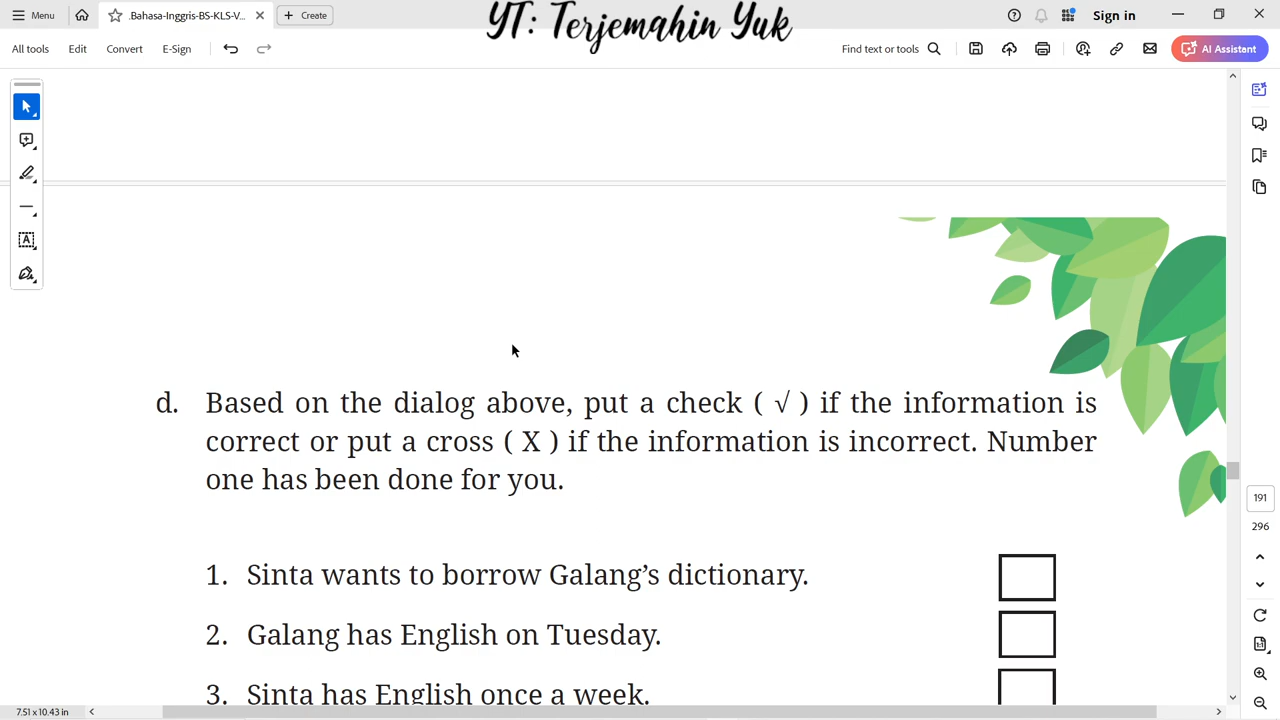 Menu
.Bahasa-Inggris-BS-KLS-V...
Create
YT: Terjemahin Yuk
Sign in
All tools
Edit
Convert
E-Sign
Find text or tools
AI Assistant
d. Based on the dialog above, put a check ( √ ) if the information is
correct or put a cross ( X ) if the information is incorrect. Number
one has been done for you.
1. Sinta wants to borrow Galang’s dictionary.
2. Galang has English on Tuesday.
3. Sinta has English once a week.
191
296
7.51 x 10.43 in